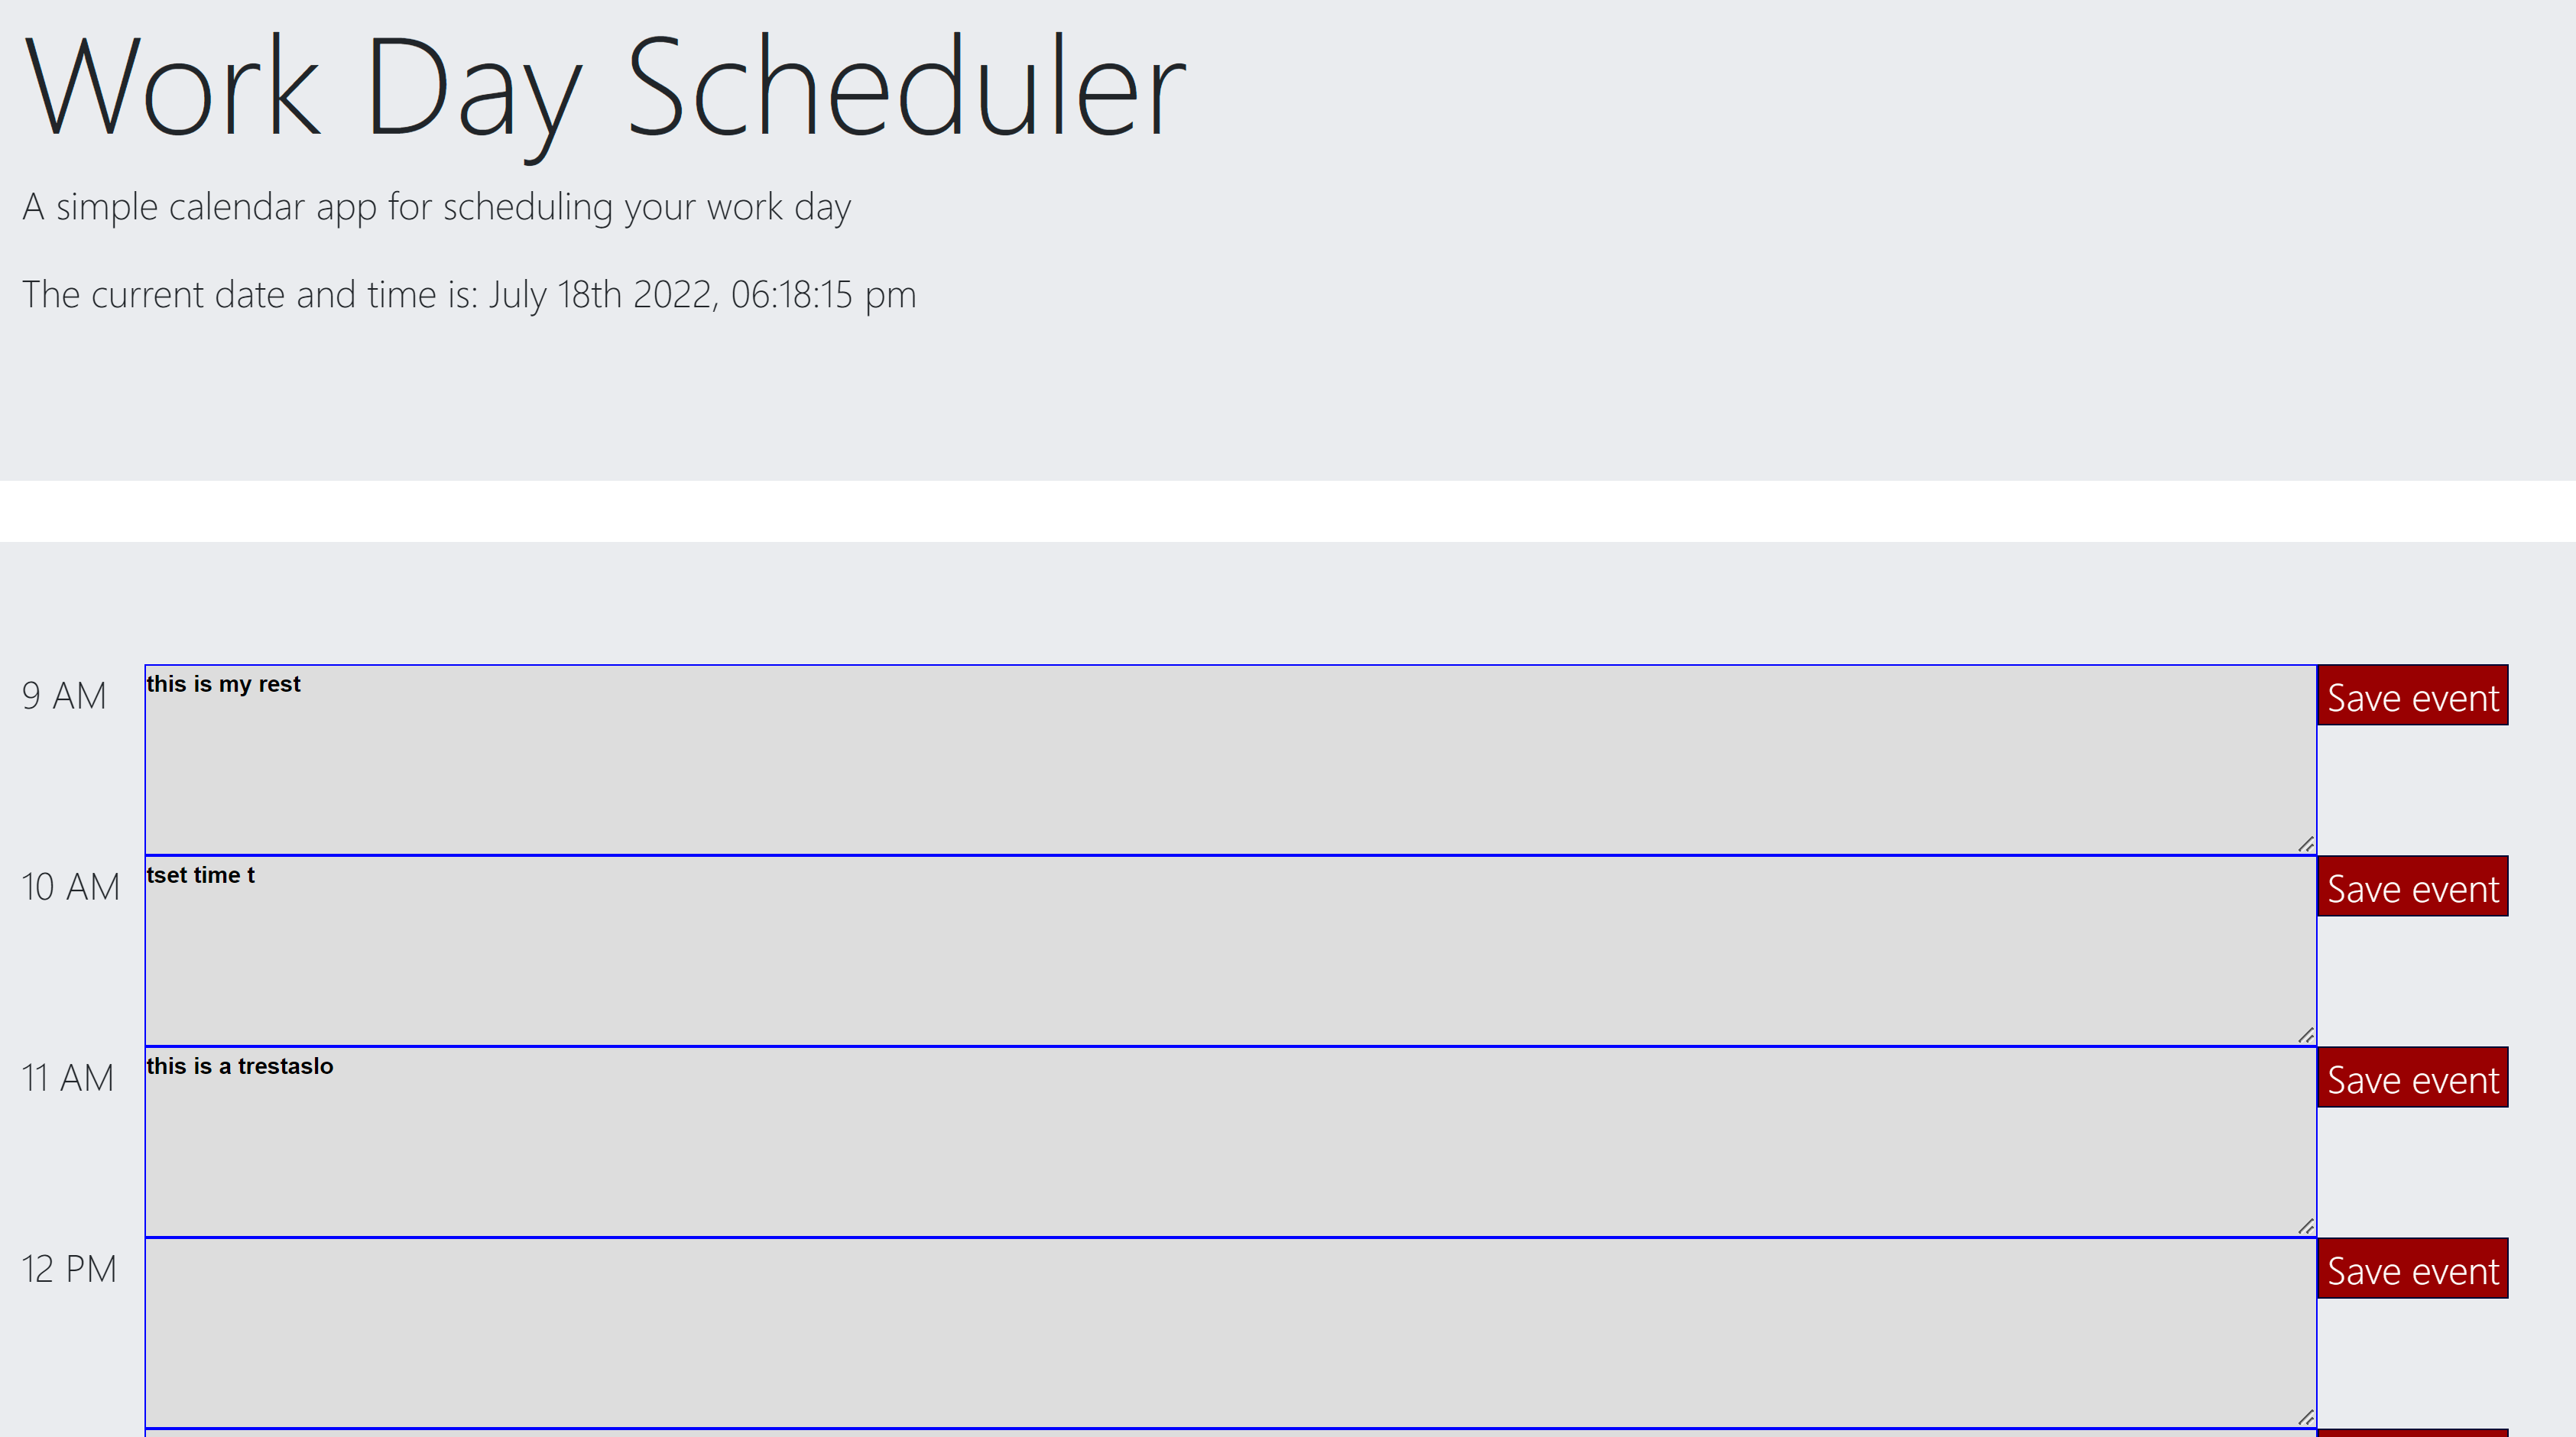 Work Day Scheduler
A simple calendar app for scheduling your work day
The current date and time is: July 18th 2022, 06:18:15 pm
9 AM
this is my rest
Save event
10 AM
tset time t
Save event
11 AM
this is a trestaslo
Save event
12 PM
Save event